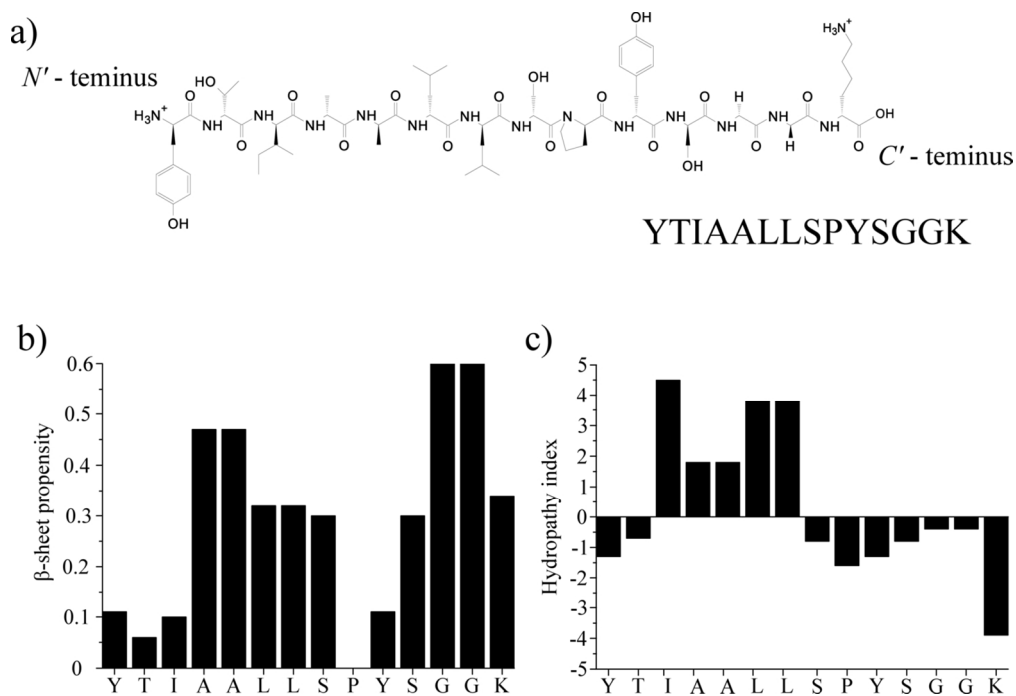 a)
N' - teminus
HO
OH
OH
H₃N⁺
H₃N⁺
O
O
O
O
O
O
O
NH
NH
NH
NH
NH
NH
NH
N
NH
NH
NH
NH
NH
OH
O
O
O
O
O
O
O
H
H
OH
OH
C' - teminus
YTIAALLSPYSGGK
b)
β-sheet propensity
0.6
0.5
0.4
0.3
0.2
0.1
0
Y T I A A L L S P Y S G G K
c)
Hydropathy index
5
4
3
2
1
0
-1
-2
-3
-4
-5
Y T I A A L L S P Y S G G K